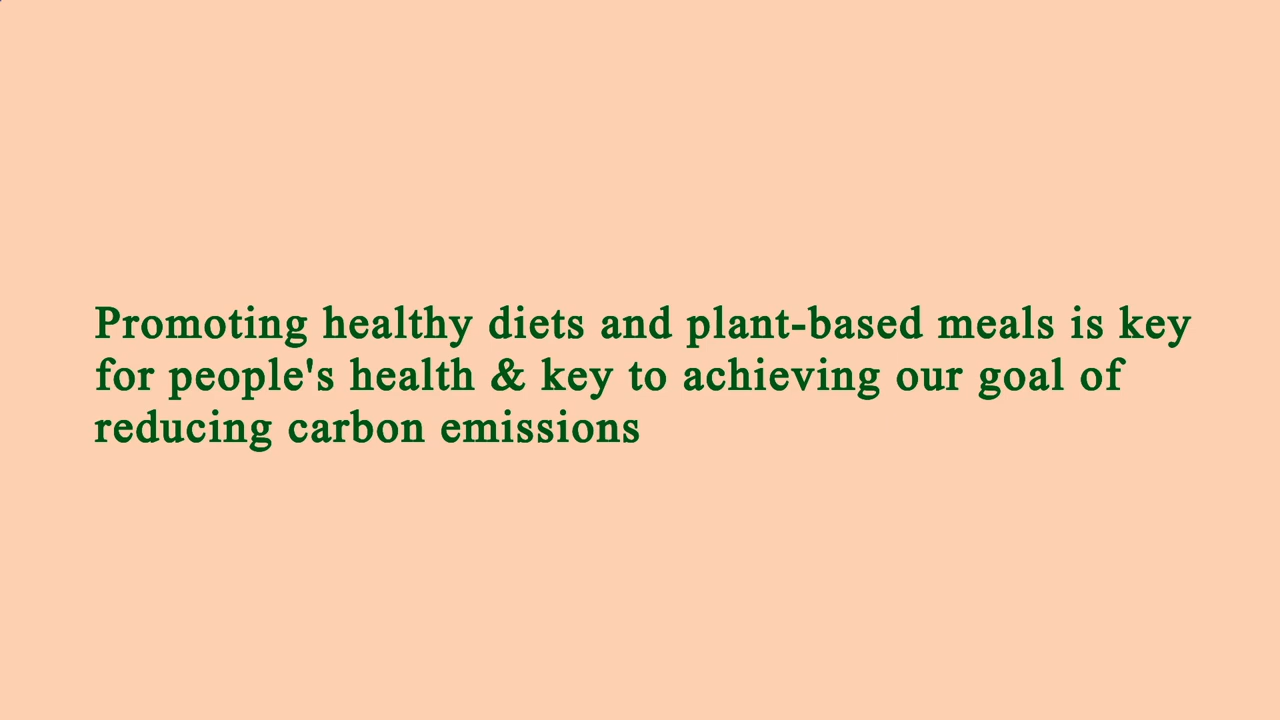 Promoting healthy diets and plant-based meals is key
for people's health & key to achieving our goal of
reducing carbon emissions